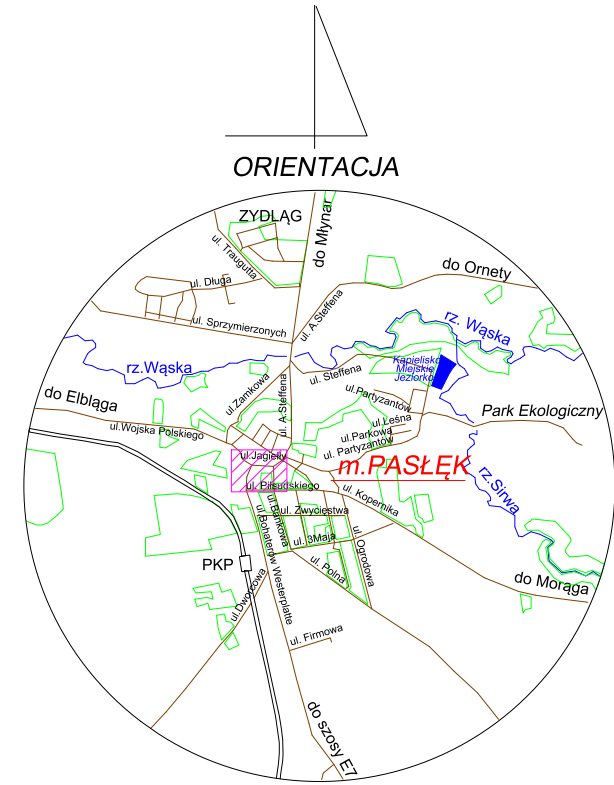 ORIENTACJA
ZYDLĄG
do Młynar
ul. Traugutta
do Ornety
ul. Długa
ul. A.Steffena
ul. Sprzymierzonych
rz. Wąska
rz.Wąska
Kapielisko
Miejskie
Jeziorko
ul. Steffena
ul.Zamkowa
ul. A.Steffena
do Elbląga
ul.Partyzantów
Park Ekologiczny
ul.Leśna
ul.Wojska Polskiego
ul.Parkowa
ul. Partyzantów
ul.Jagiełły
m.PASŁĘK
rz.Sirwa
ul. Piłsudskiego
ul. Kopernika
ul.Bankowa
ul. Zwycięstwa
ul.Bohaterów Westerplatte
ul. 3Maja
ul. Ogrodowa
PKP
ul. Polna
do Morąga
ul.Dworcowa
ul. Firmowa
do szosy E7